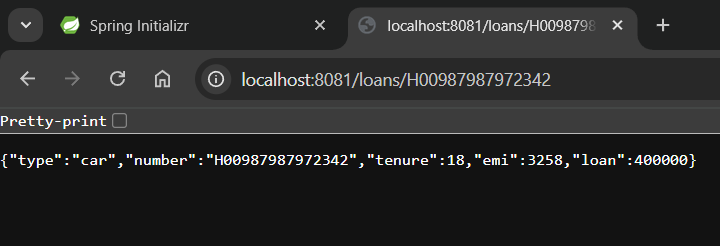 Spring Initializr
localhost:8081/loans/H00987987972342
localhost:8081/loans/H00987987972342
Pretty-print
{"type":"car","number":"H00987987972342","tenure":18,"emi":3258,"loan":400000}